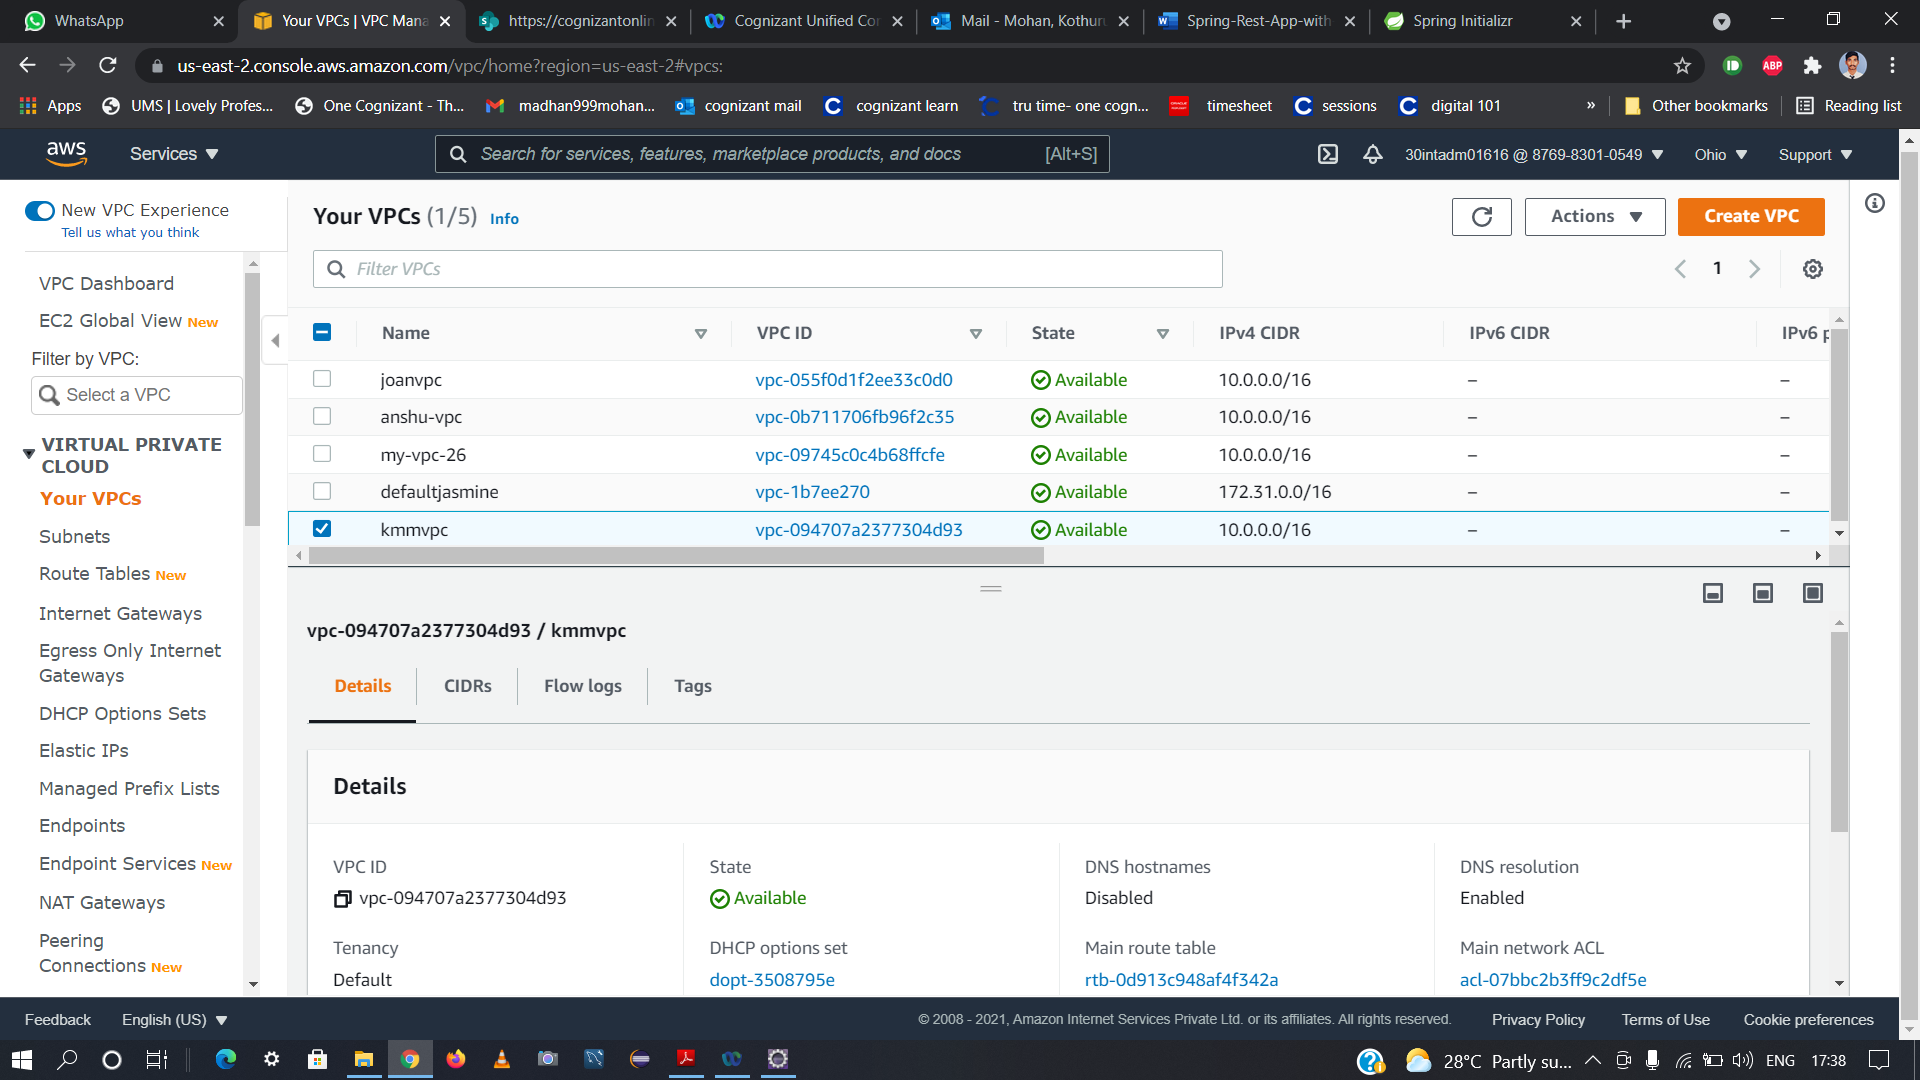 WhatsApp
Your VPCs | VPC Mana
https://cognizantonlin
Cognizant Unified Cor
Mail - Mohan, Kothuru
Spring-Rest-App-with
Spring Initializr
us-east-2.console.aws.amazon.com/vpc/home?region=us-east-2#vpcs:
ABP
Apps
UMS | Lovely Profes...
One Cognizant - Th...
madhan999mohan...
cognizant mail
cognizant learn
tru time- one cogn...
timesheet
sessions
digital 101
»
Other bookmarks
Reading list
aws
Services
Search for services, features, marketplace products, and docs
[Alt+S]
30intadm01616 @ 8769-8301-0549
Ohio
Support
New VPC Experience
Tell us what you think
VPC Dashboard
EC2 Global View New
Filter by VPC:
Select a VPC
VIRTUAL PRIVATE
CLOUD
Your VPCs
Subnets
Route Tables New
Internet Gateways
Egress Only Internet
Gateways
DHCP Options Sets
Elastic IPs
Managed Prefix Lists
Endpoints
Endpoint Services New
NAT Gateways
Peering
Connections New
Your VPCs (1/5) Info
Actions
Create VPC
Filter VPCs
1
Name VPC ID State IPv4 CIDR IPv6 CIDR IPv6 p
joanvpc vpc-055f0d1f2ee33c0d0 Available 10.0.0.0/16 – –
anshu-vpc vpc-0b711706fb96f2c35 Available 10.0.0.0/16 – –
my-vpc-26 vpc-09745c0c4b68ffcfe Available 10.0.0.0/16 – –
defaultjasmine vpc-1b7ee270 Available 172.31.0.0/16 – –
kmmvpc vpc-094707a2377304d93 Available 10.0.0.0/16 – –
vpc-094707a2377304d93 / kmmvpc
Details CIDRs Flow logs Tags
Details
VPC ID
vpc-094707a2377304d93
State
Available
DNS hostnames
Disabled
DNS resolution
Enabled
Tenancy
Default
DHCP options set
dopt-3508795e
Main route table
rtb-0d913c948af4f342a
Main network ACL
acl-07bbc2b3ff9c2df5e
Feedback
English (US)
© 2008 - 2021, Amazon Internet Services Private Ltd. or its affiliates. All rights reserved.
Privacy Policy
Terms of Use
Cookie preferences
28°C Partly su...
ENG
17:38